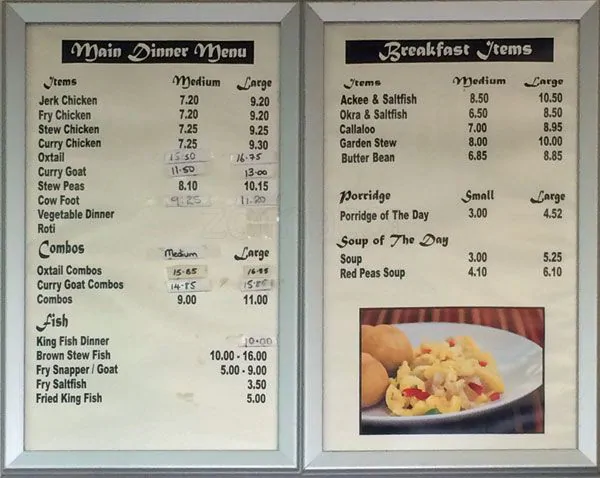 Main Dinner Menu
Items Medium Large
Jerk Chicken 7.20 9.20
Fry Chicken 7.20 9.20
Stew Chicken 7.25 9.25
Curry Chicken 7.25 9.30
Oxtail 15.50 16.75
Curry Goat 11.50 13.00
Stew Peas 8.10 10.15
Cow Foot 9.25 11.20
Vegetable Dinner
Roti
Combos Medium Large
Oxtail Combos 15.65
Curry Goat Combos 14.85
Combos 9.00 11.00
Fish
King Fish Dinner 10.00
Brown Stew Fish 10.00 - 16.00
Fry Snapper / Goat 5.00 - 9.00
Fry Saltfish 3.50
Fried King Fish 5.00
Breakfast Items
Items Medium Large
Ackee & Saltfish 8.50 10.50
Okra & Saltfish 6.50 8.50
Callaloo 7.00 8.95
Garden Stew 8.00 10.00
Butter Bean 6.85 8.85
Porridge Small Large
Porridge of The Day 3.00 4.52
Soup of The Day
Soup 3.00 5.25
Red Peas Soup 4.10 6.10